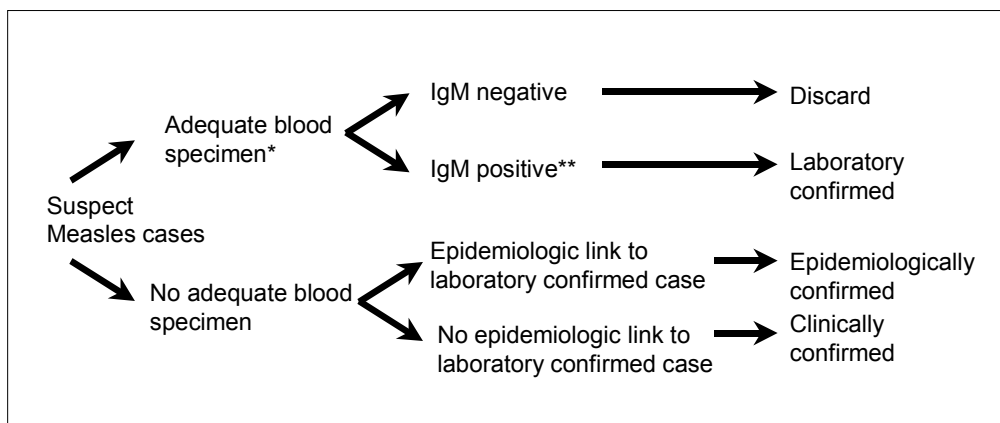 IgM negative
Discard
Adequate blood
specimen*
IgM positive**
Laboratory
confirmed
Suspect
Measles cases
Epidemiologic link to
laboratory confirmed case
Epidemiologically
confirmed
No adequate blood
specimen
No epidemiologic link to
laboratory confirmed case
Clinically
confirmed